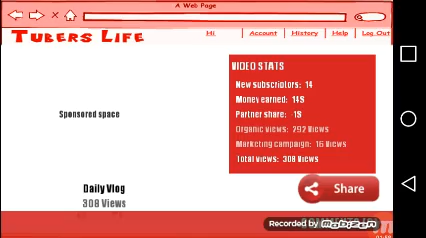 A Web Page
Tubers Life
Hi
Account
History
Help
Log Out
VIDEO STATS
New subscribers: 14
Money earned: 14$
Partner share: -1$
Organic views: 292 Views
Marketing campaign: 16 Views
Total views: 308 Views
Sponsored space
Daily Vlog
308 Views
Share
Recorded by Mobizen